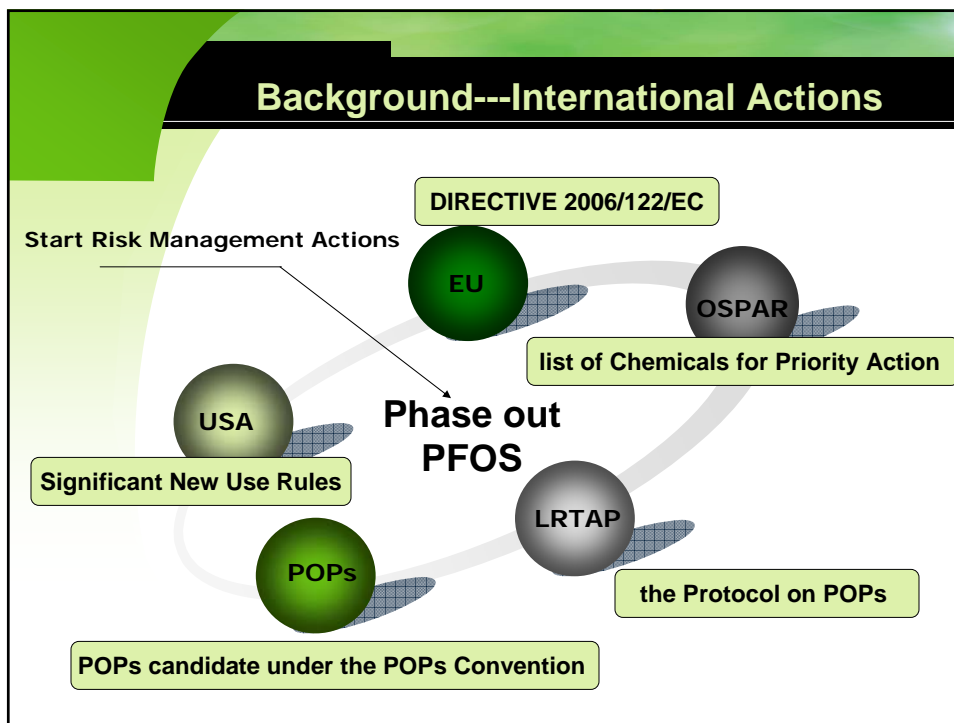 Background---International Actions
DIRECTIVE 2006/122/EC
Start Risk Management Actions
EU
OSPAR
list of Chemicals for Priority Action
USA
Phase out
PFOS
Significant New Use Rules
LRTAP
POPs
the Protocol on POPs
POPs candidate under the POPs Convention